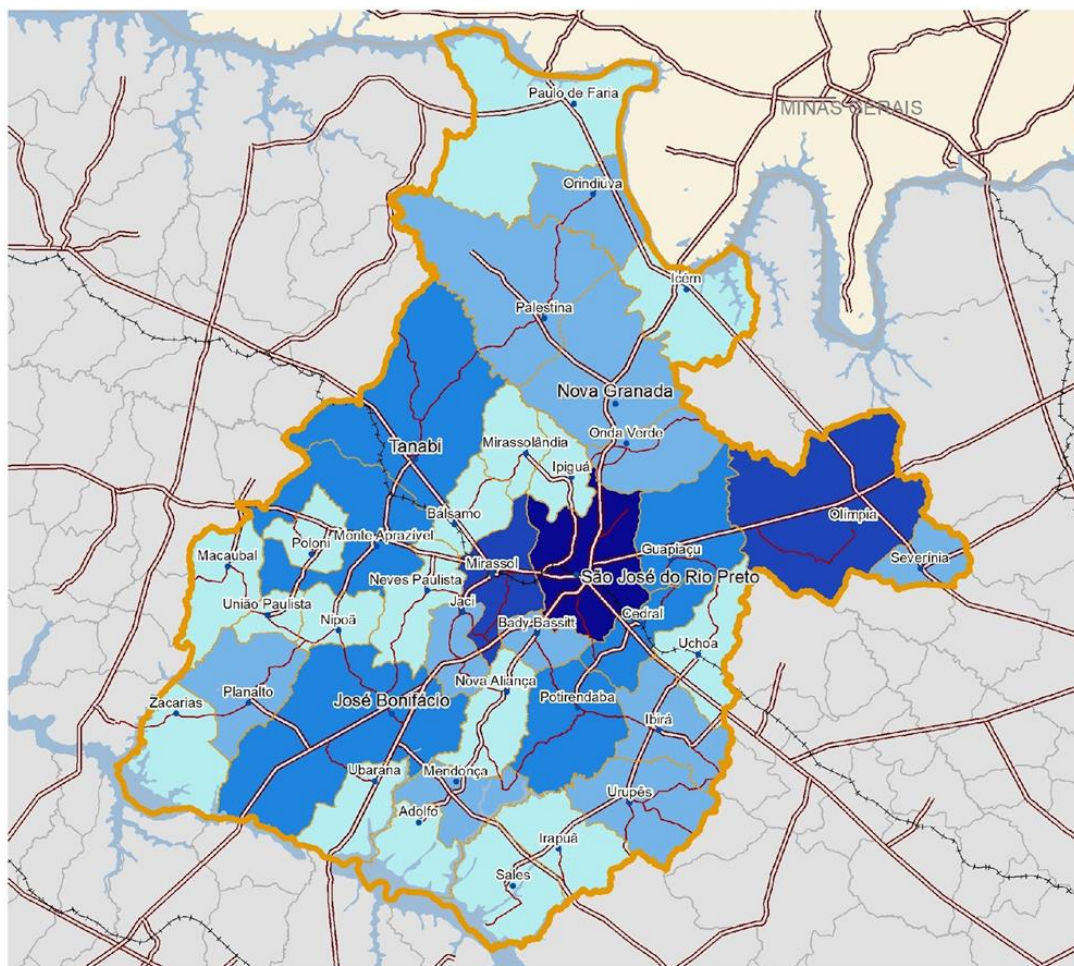 Paulo de Faria
MINAS GERAIS
Orindiúva
Icém
Palestina
Nova Granada
Onda Verde
Mirassolândia
Tanabi
Ipiguá
Bálsamo
Olímpia
Monte Aprazível
Poloni
Macaubal
Guapiaçu
Severínia
Mirassol
São José do Rio Preto
Neves Paulista
Jaci
União Paulista
Nipoã
Cedral
Bady Bassitt
Uchoa
Nova Aliança
Planalto
Zacarias
José Bonifácio
Potirendaba
Ibirá
Ubarana
Mendonça
Urupês
Adolfo
Irapuã
Sales